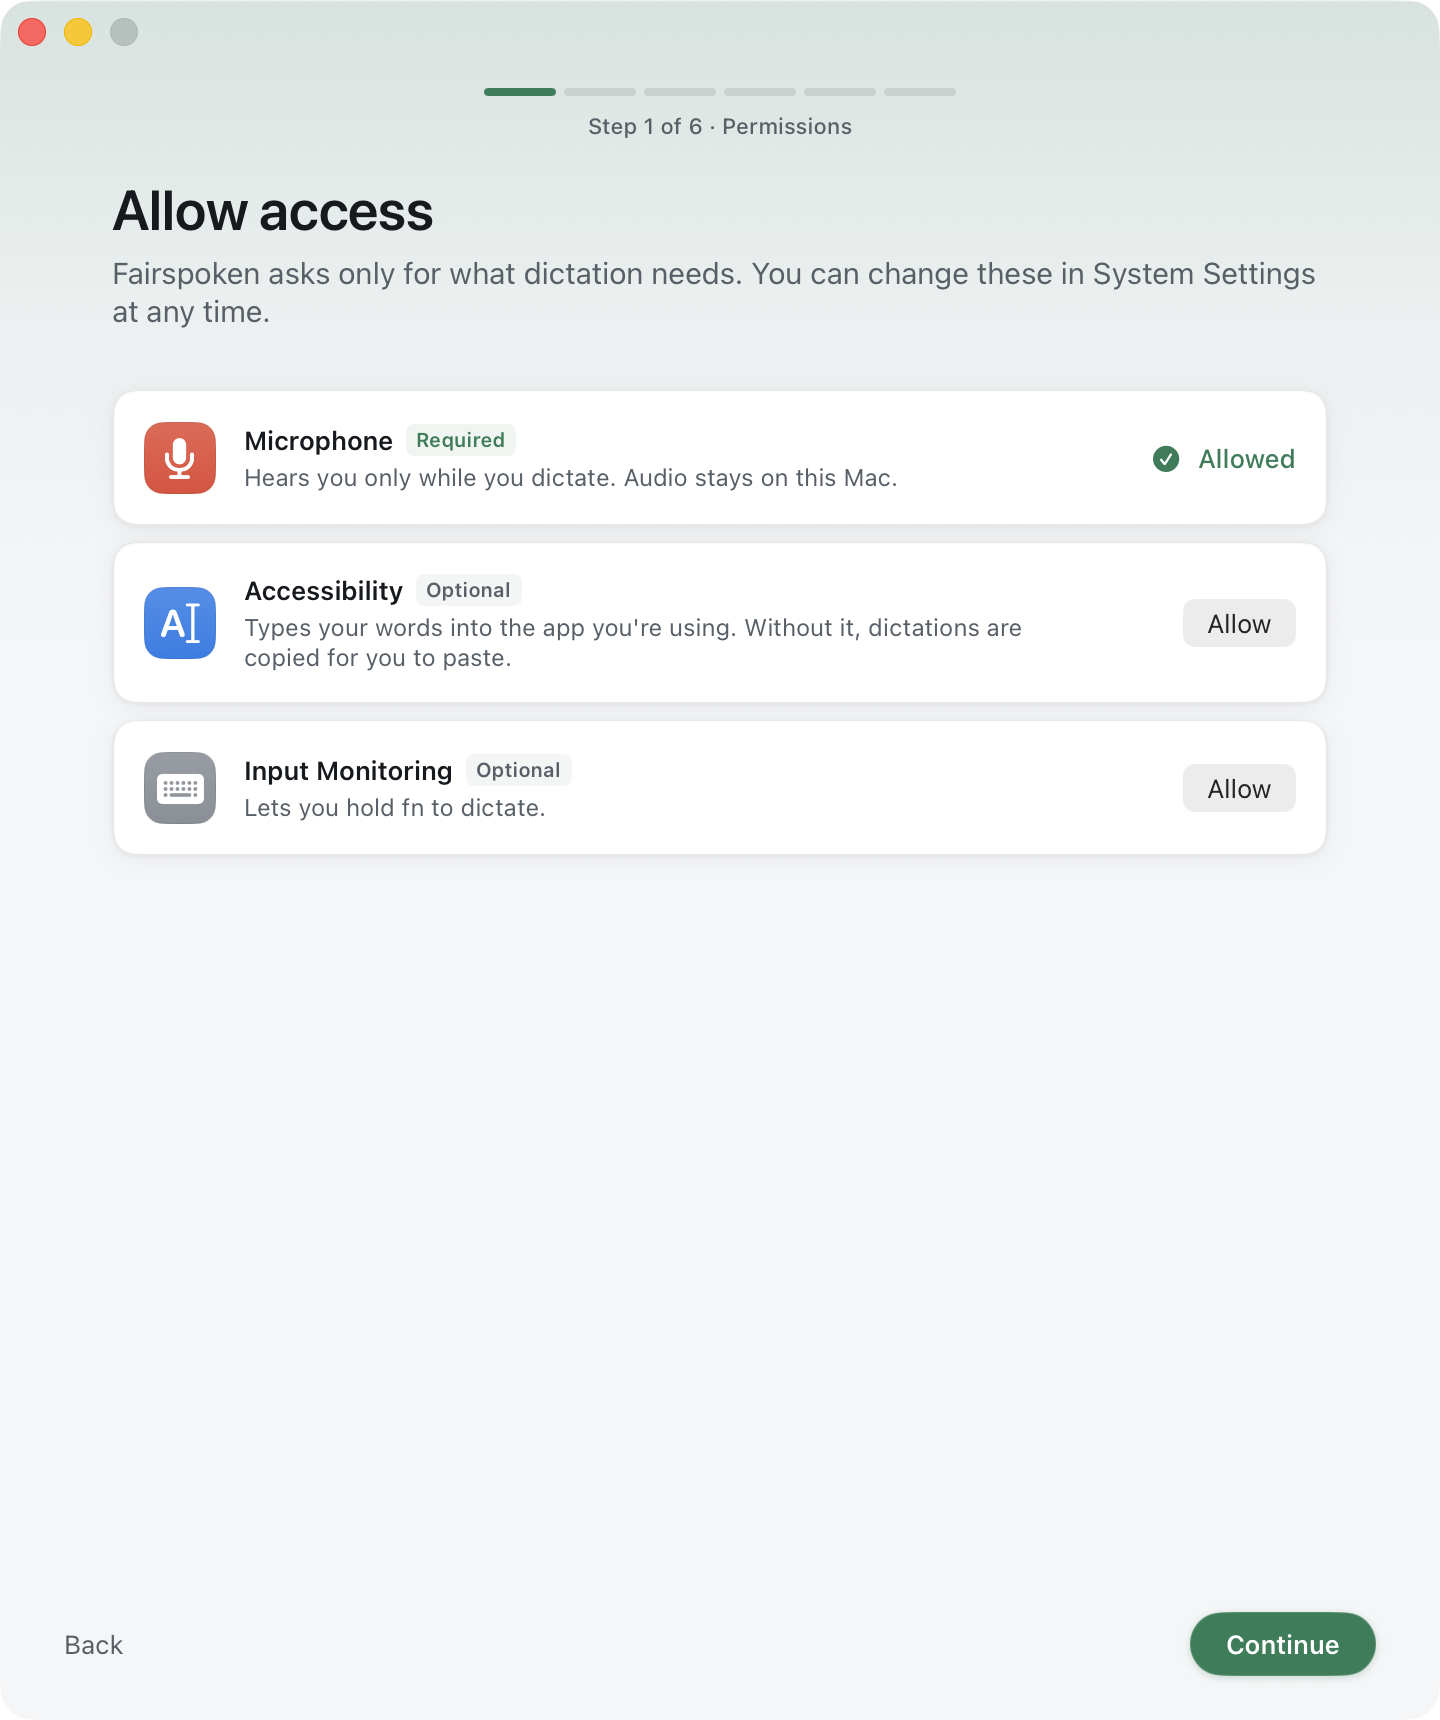 Step 1 of 6 · Permissions
Allow access
Fairspoken asks only for what dictation needs. You can change these in System Settings
at any time.
Microphone Required
Hears you only while you dictate. Audio stays on this Mac.
Allowed
Accessibility Optional
Types your words into the app you're using. Without it, dictations are
copied for you to paste.
Allow
Input Monitoring Optional
Lets you hold fn to dictate.
Allow
Back
Continue